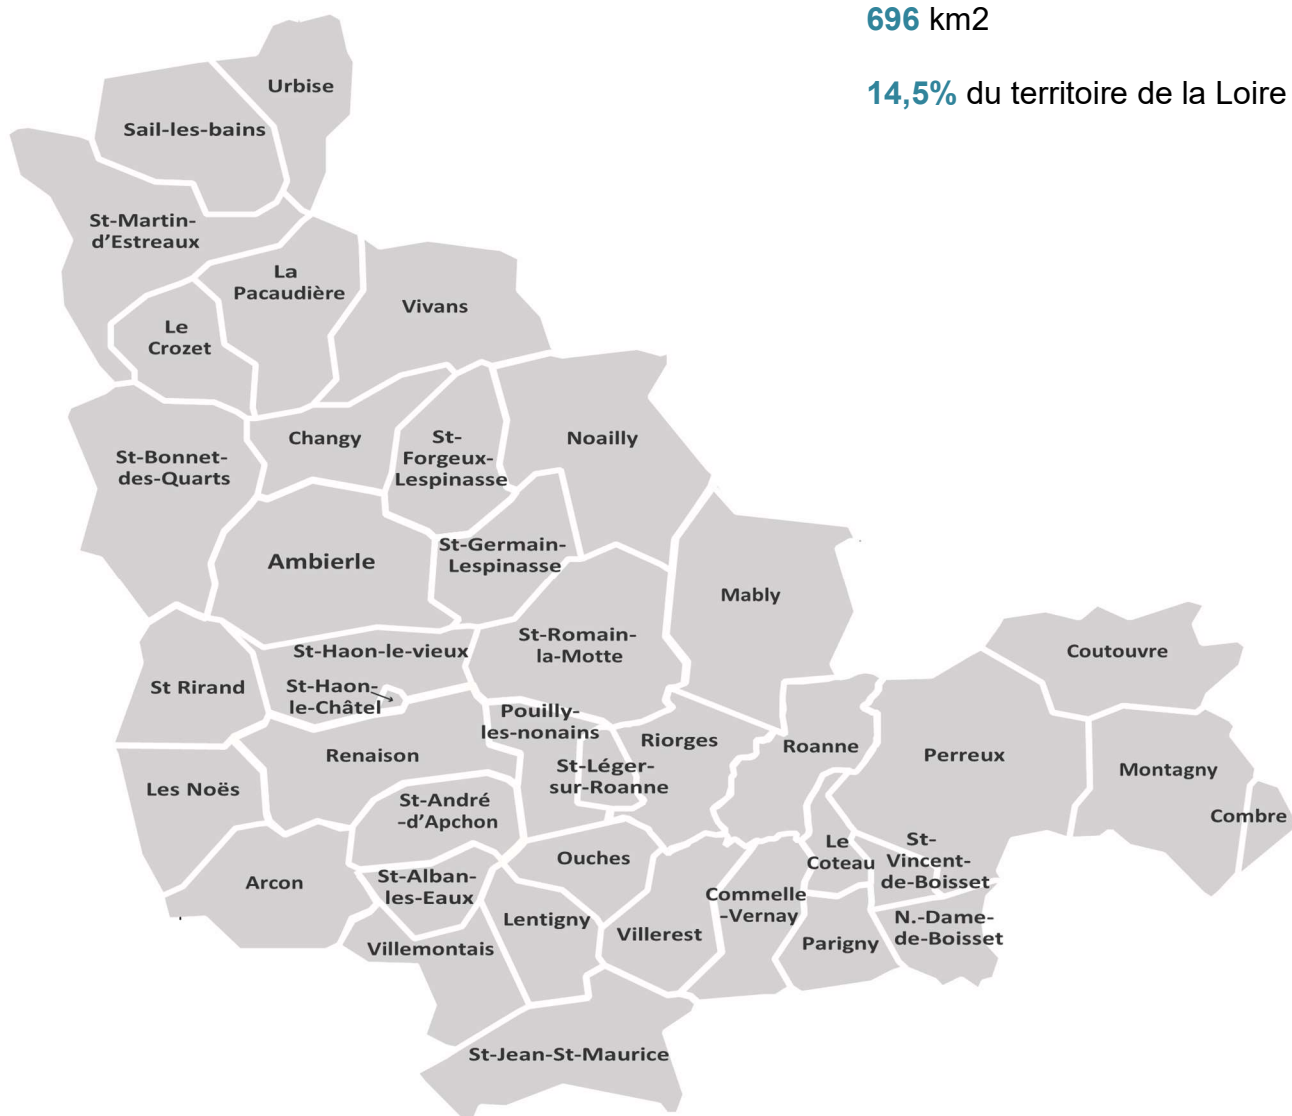 696 km2
14,5% du territoire de la Loire
Urbise
Sail-les-bains
St-Martin-
d’Estreaux
La
Pacaudière
Vivans
Le
Crozet
Changy
St-
Forgeux-
Lespinasse
Noailly
St-Bonnet-
des-Quarts
Ambierle
St-Germain-
Lespinasse
Mably
St-Romain-
la-Motte
St-Haon-le-vieux
Coutouvre
St Rirand
St-Haon-
le-Châtel
Pouilly-
les-nonains
Riorges
Roanne
Renaison
Perreux
St-Léger-
sur-Roanne
Montagny
Les Noës
St-André
-d’Apchon
Combre
Ouches
Le
Coteau
St-
Vincent-
de-Boisset
Arcon
St-Alban-
les-Eaux
Commelle
-Vernay
Lentigny
Villerest
N.-Dame-
de-Boisset
Parigny
Villemontais
St-Jean-St-Maurice